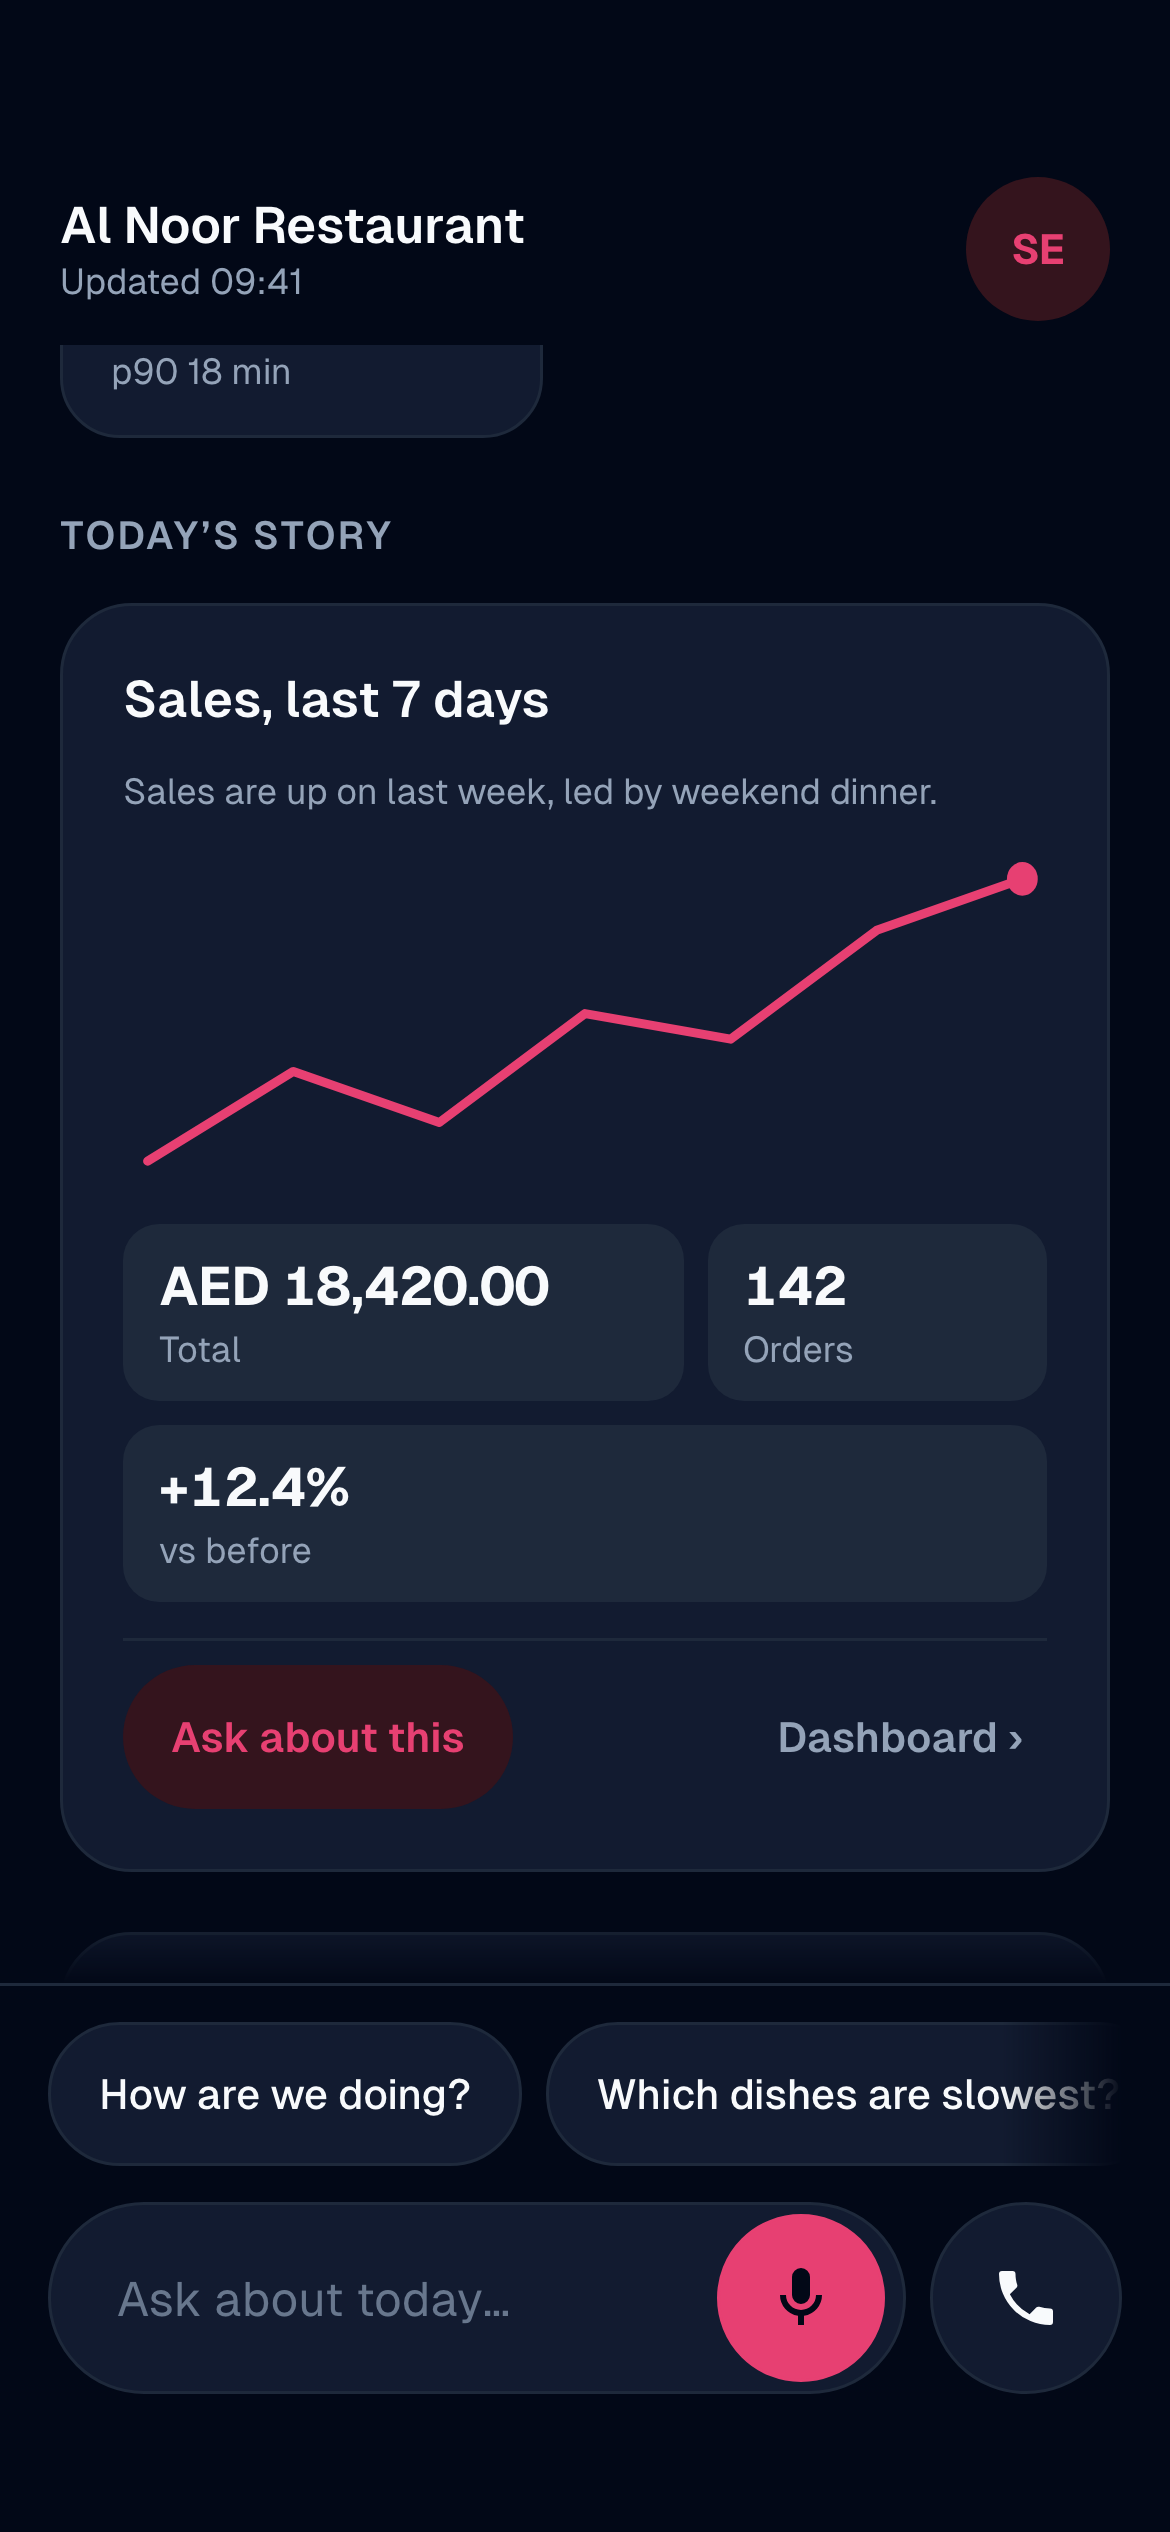 Al Noor Restaurant
SE
Updated 09:41
p90 18 min
TODAY’S STORY
Sales, last 7 days
Sales are up on last week, led by weekend dinner.
AED 18,420.00
Total
142
Orders
+12.4%
vs before
Ask about this
Dashboard ›
How are we doing?
Which dishes are slowest?
Ask about today…